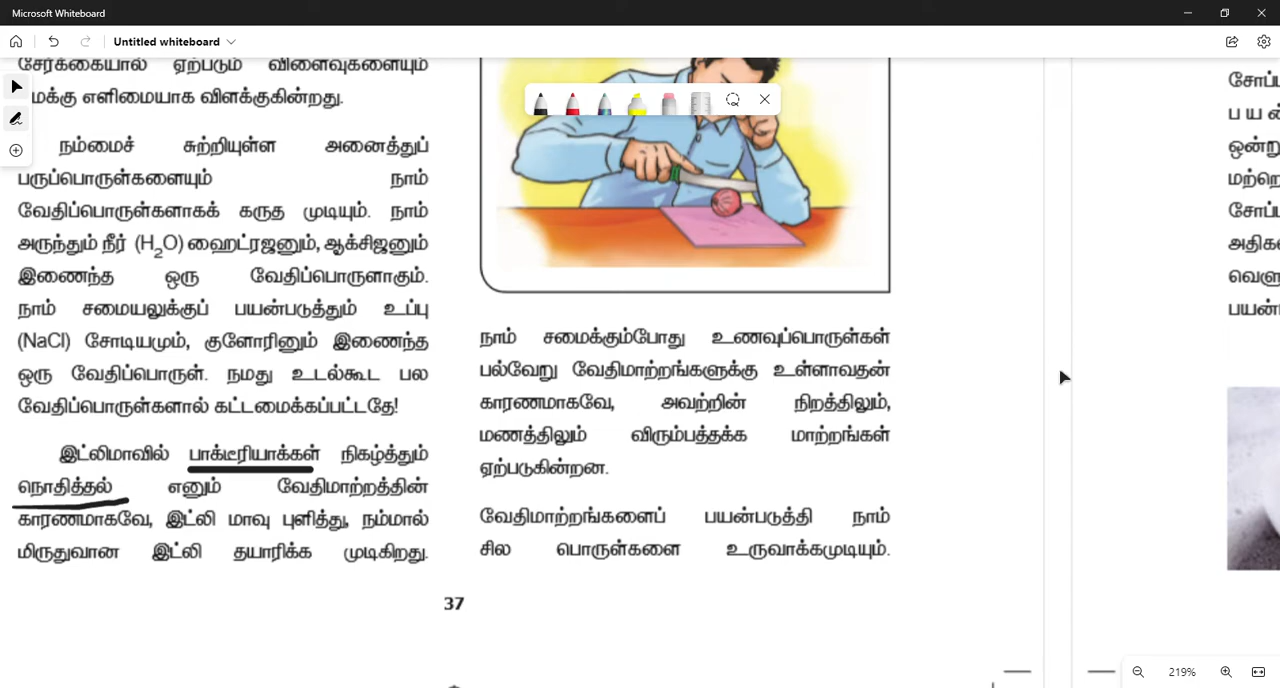 Microsoft Whiteboard
Untitled whiteboard
சேர்க்கையால் ஏற்படும் விளைவுகளையும்
மக்கு எளிமையாக விளக்குகின்றது.
நம்மைச் சுற்றியுள்ள அனைத்துப்
பருப்பொருள்களையும் நாம்
வேதிப்பொருள்களாகக் கருத முடியும். நாம்
அருந்தும் நீர் (H₂O) ஹைட்ரஜனும், ஆக்சிஜனும்
இணைந்த ஒரு வேதிப்பொருளாகும்.
நாம் சமையலுக்குப் பயன்படுத்தும் உப்பு
(NaCl) சோடியமும், குளோரினும் இணைந்த
ஒரு வேதிப்பொருள். நமது உடல்கூட பல
வேதிப்பொருள்களால் கட்டமைக்கப்பட்டதே!
இட்லிமாவில் பாக்டீரியாக்கள் நிகழ்த்தும்
நொதித்தல் எனும் வேதிமாற்றத்தின்
காரணமாகவே, இட்லி மாவு புளித்து, நம்மால்
மிருதுவான இட்லி தயாரிக்க முடிகிறது.
நாம் சமைக்கும்போது உணவுப்பொருள்கள்
பல்வேறு வேதிமாற்றங்களுக்கு உள்ளாவதன்
காரணமாகவே, அவற்றின் நிறத்திலும்,
மணத்திலும் விரும்பத்தக்க மாற்றங்கள்
ஏற்படுகின்றன.
வேதிமாற்றங்களைப் பயன்படுத்தி நாம்
சில பொருள்களை உருவாக்கமுடியும்.
37
ஒன்று
219%